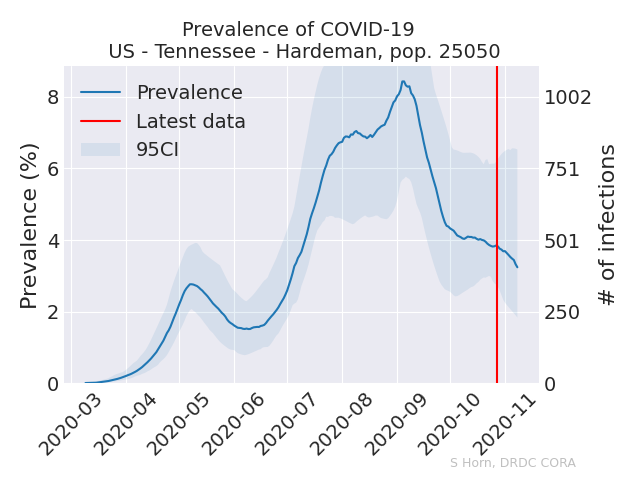 Prevalence of COVID-19
US - Tennessee - Hardeman, pop. 25050
Prevalence
Latest data
95CI
Prevalence (%)
8
6
4
2
0
1002
751
501
250
0
# of infections
2020-03
2020-04
2020-05
2020-06
2020-07
2020-08
2020-09
2020-10
2020-11
S Horn, DRDC CORA